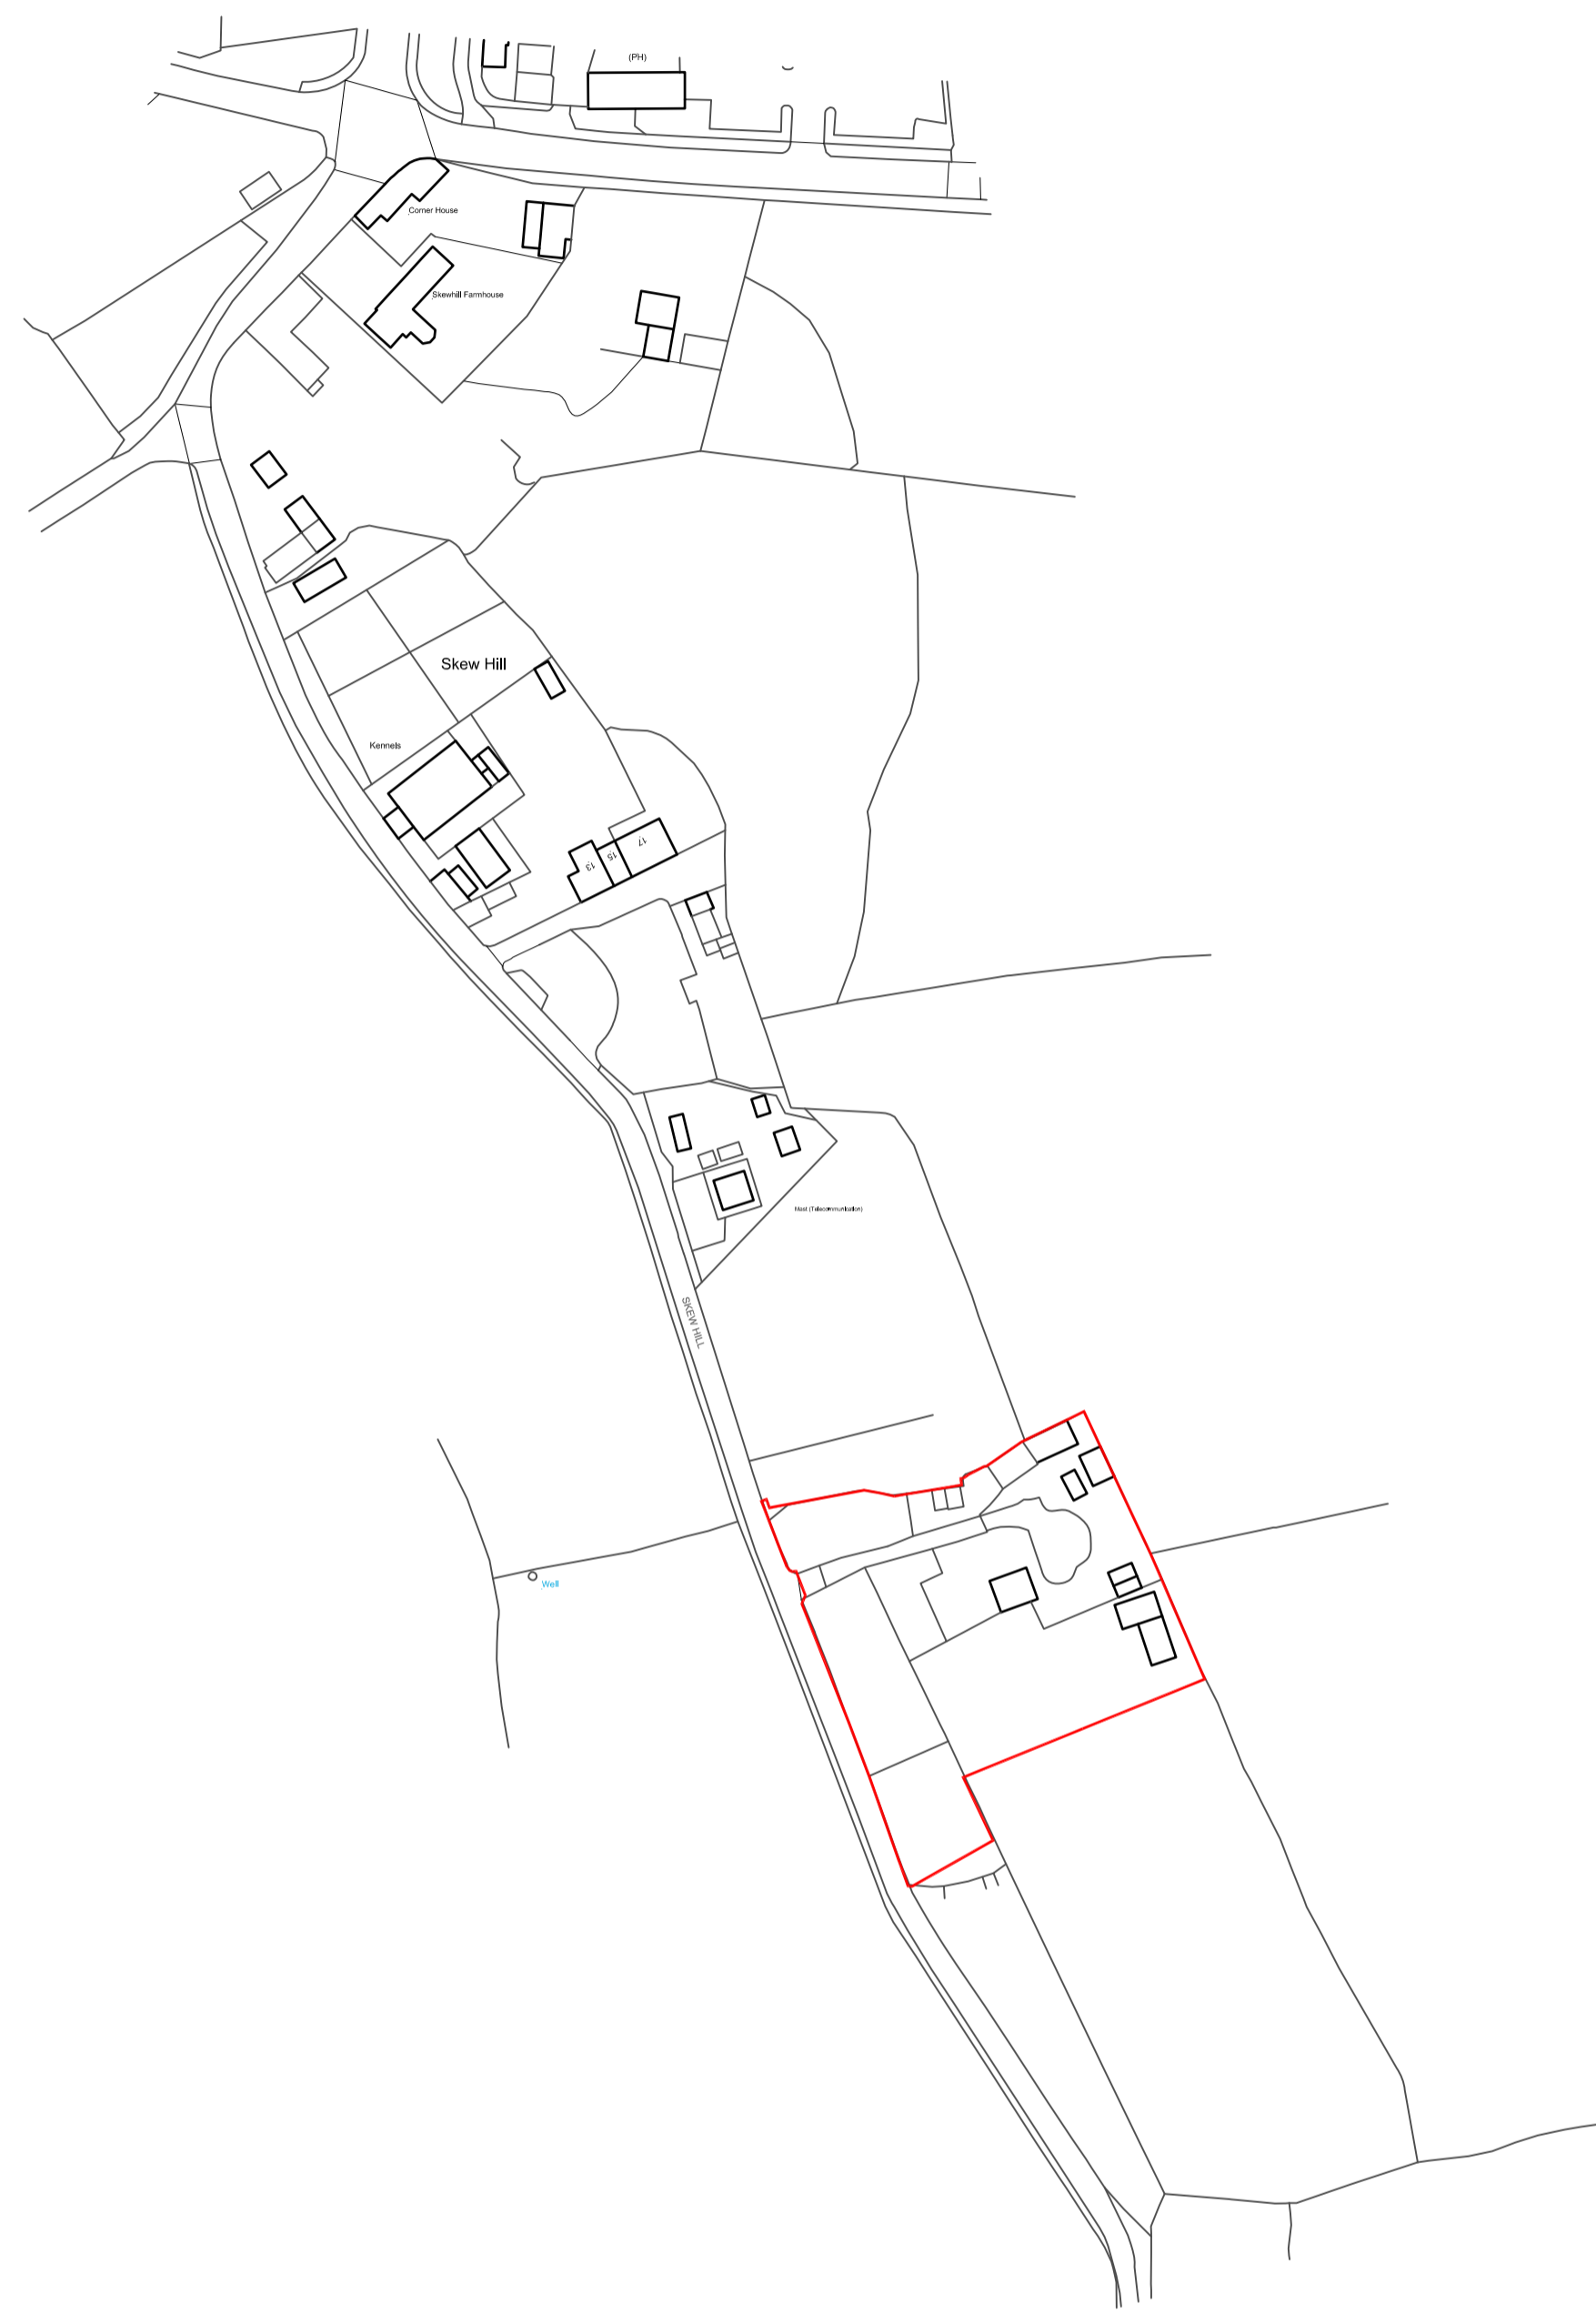 (PH)
Corner House
Skewhill Farmhouse
Skew Hill
Kennels
17
15
13
Mast (Telecommunication)
SKEW HILL
Well